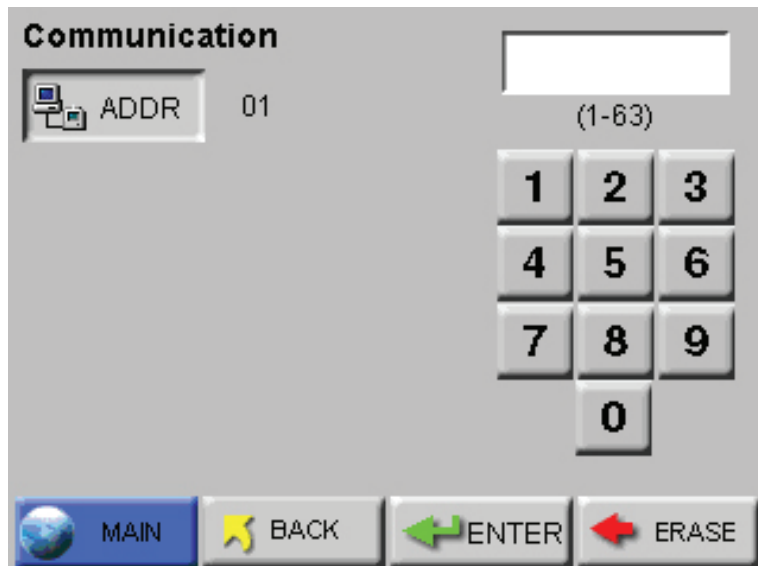 Communication
ADDR 01
(1-63)
1 2 3
4 5 6
7 8 9
0
MAIN BACK ENTER ERASE